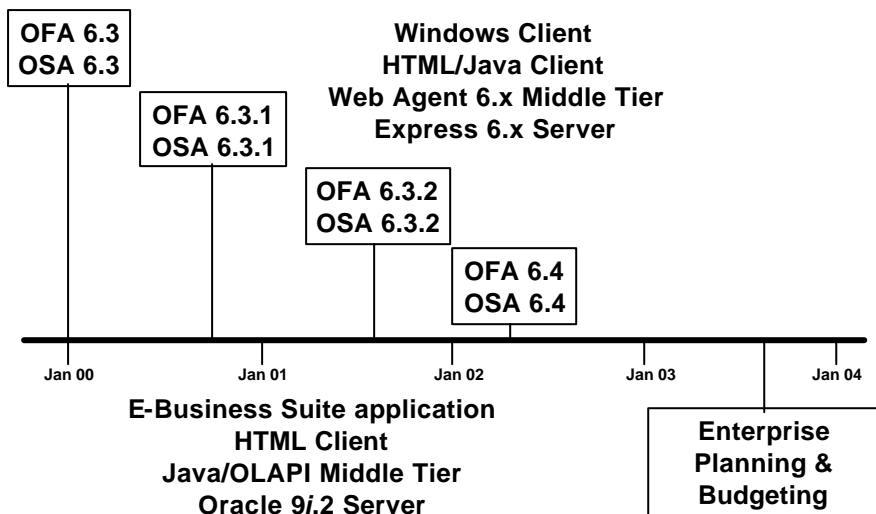 OFA 6.3
OSA 6.3
Windows Client
HTML/Java Client
Web Agent 6.x Middle Tier
Express 6.x Server
OFA 6.3.1
OSA 6.3.1
OFA 6.3.2
OSA 6.3.2
OFA 6.4
OSA 6.4
Jan 00
Jan 01
Jan 02
Jan 03
Jan 04
E-Business Suite application
HTML Client
Java/OLAPI Middle Tier
Oracle 9i.2 Server
Enterprise
Planning &
Budgeting